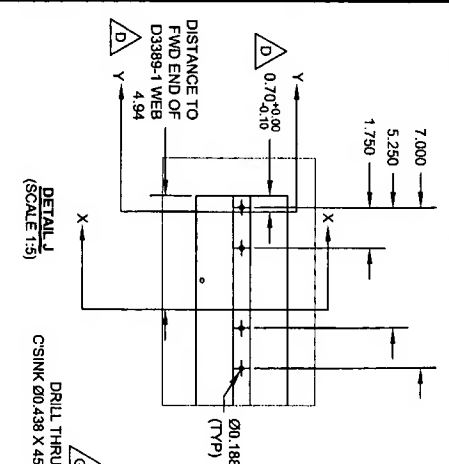 7.000
5.250
1.750
Y
D
0.70 +0.00 -0.10
X
DISTANCE TO
FWD END OF
D3389-1 WEB
4.94
D
Y
X
Ø0.188
(TYP)
DETAIL J
(SCALE 1:5)
DRILL THRU
C'SINK Ø0.438 X 45